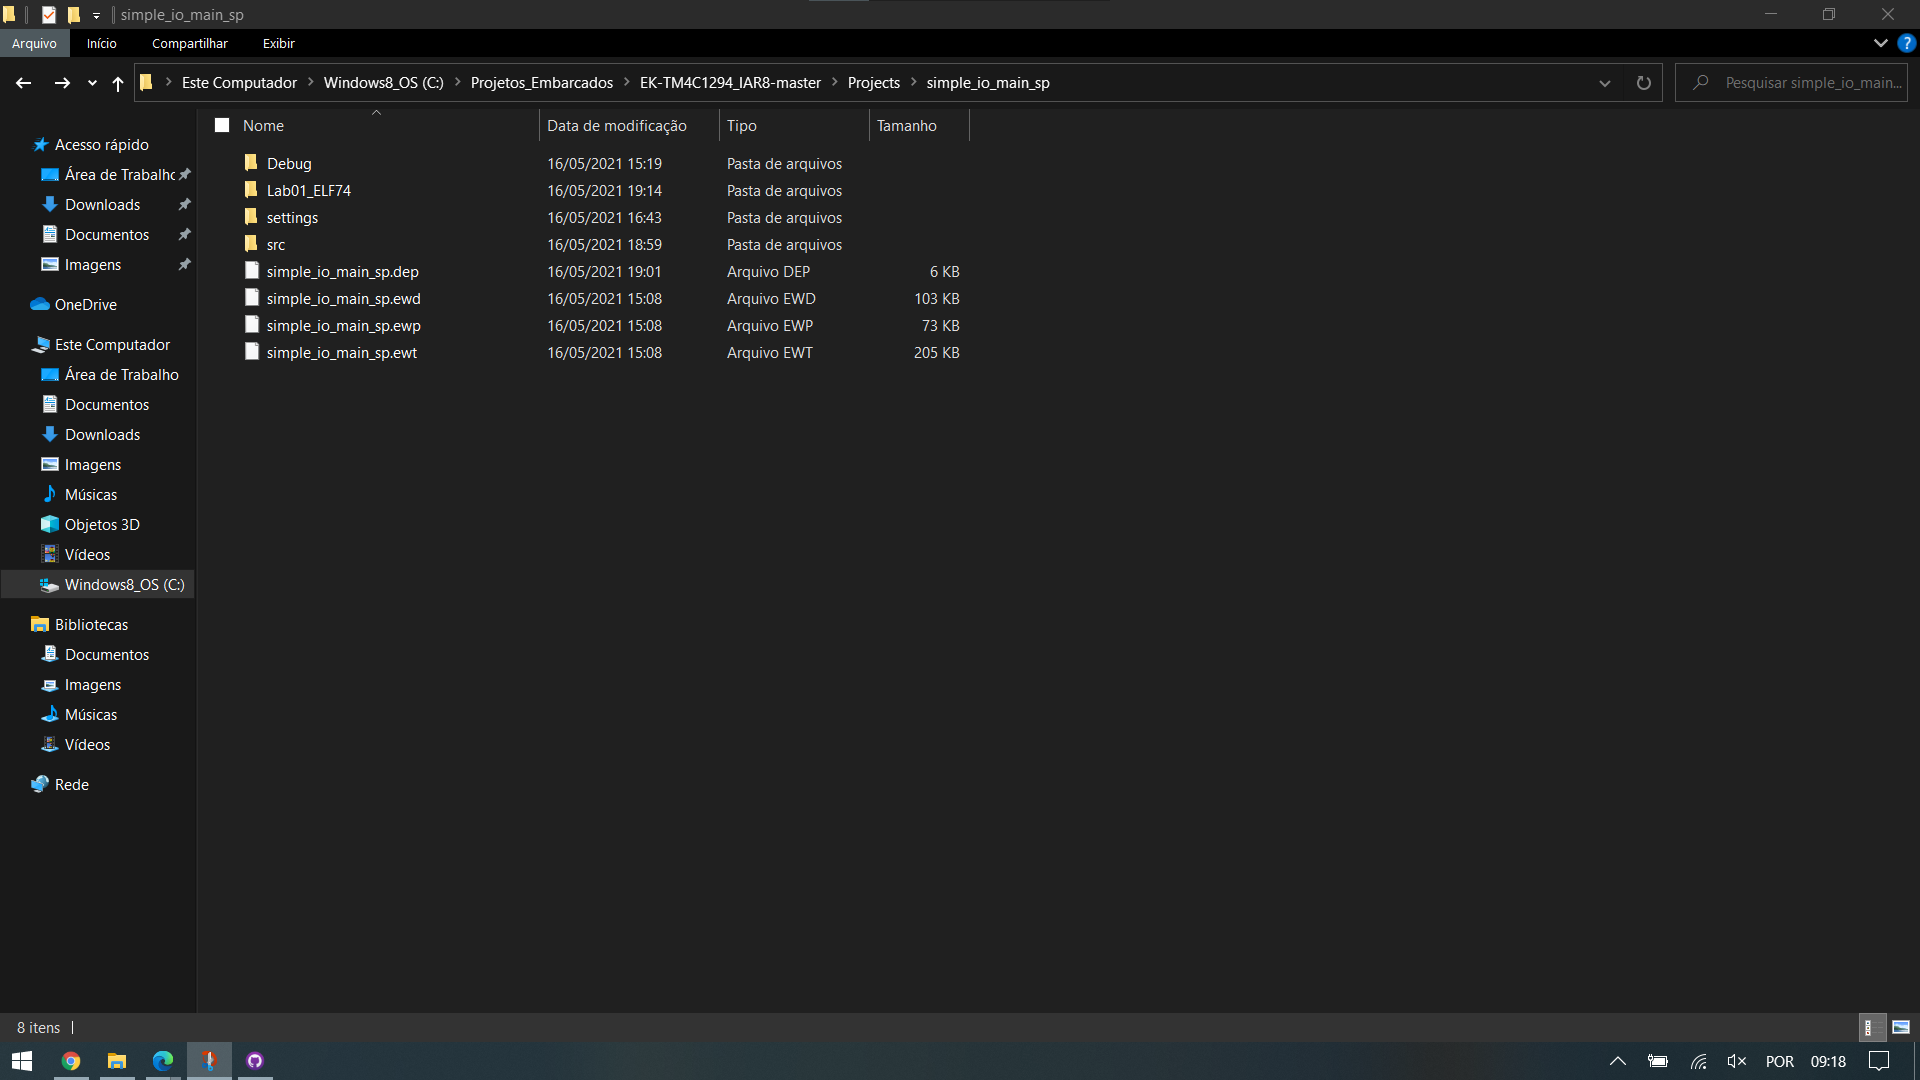 simple_io_main_sp
Arquivo Início Compartilhar Exibir
Este Computador Windows8_OS (C:) Projetos_Embarcados EK-TM4C1294_IAR8-master Projects simple_io_main_sp
Pesquisar simple_io_main...
Nome Data de modificação Tipo Tamanho
Debug 16/05/2021 15:19 Pasta de arquivos
Lab01_ELF74 16/05/2021 19:14 Pasta de arquivos
settings 16/05/2021 16:43 Pasta de arquivos
src 16/05/2021 18:59 Pasta de arquivos
simple_io_main_sp.dep 16/05/2021 19:01 Arquivo DEP 6 KB
simple_io_main_sp.ewd 16/05/2021 15:08 Arquivo EWD 103 KB
simple_io_main_sp.ewp 16/05/2021 15:08 Arquivo EWP 73 KB
simple_io_main_sp.ewt 16/05/2021 15:08 Arquivo EWT 205 KB
Acesso rápido
Área de Trabalho
Downloads
Documentos
Imagens
OneDrive
Este Computador
Área de Trabalho
Documentos
Downloads
Imagens
Músicas
Objetos 3D
Vídeos
Windows8_OS (C:)
Bibliotecas
Documentos
Imagens
Músicas
Vídeos
Rede
8 itens
POR 09:18